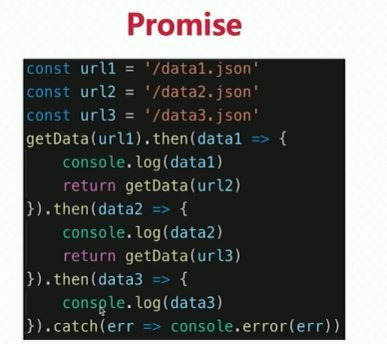 Promise
const url1 = '/data1.json'
const url2 = '/data2.json'
const url3 = '/data3.json'
getData(url1).then(data1 => {
    console.log(data1)
    return getData(url2)
}).then(data2 => {
    console.log(data2)
    return getData(url3)
}).then(data3 => {
    console.log(data3)
}).catch(err => console.error(err))